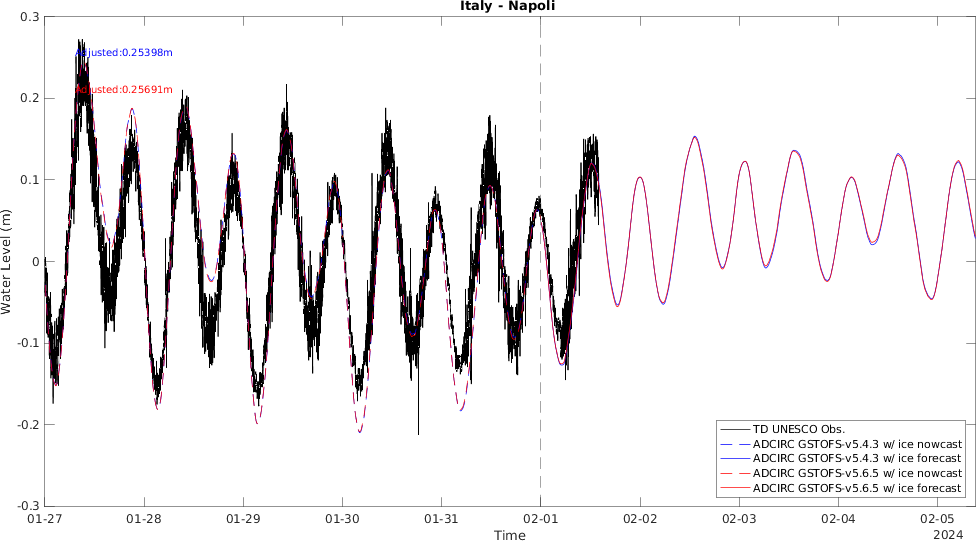 Italy - Napoli
0.3
0.2
0.1
0
-0.1
-0.2
-0.3
Water Level (m)
Adjusted:0.25398m
Adjusted:0.25691m
TD UNESCO Obs.
ADCIRC GSTOFS-v5.4.3 w/ ice nowcast
ADCIRC GSTOFS-v5.4.3 w/ ice forecast
ADCIRC GSTOFS-v5.6.5 w/ ice nowcast
ADCIRC GSTOFS-v5.6.5 w/ ice forecast
01-27 01-28 01-29 01-30 01-31 02-01 02-02 02-03 02-04 02-05
Time
2024